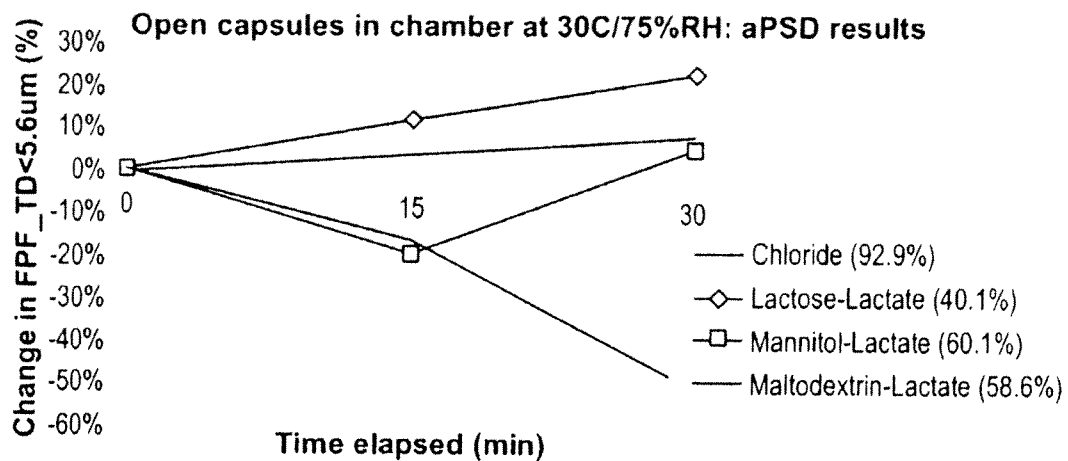 Open capsules in chamber at 30C/75%RH: aPSD results
Change in FPF_TD<5.6um (%)
30%
20%
10%
0%
-10%
-20%
-30%
-40%
-50%
-60%
0
15
30
Chloride (92.9%)
Lactose-Lactate (40.1%)
Mannitol-Lactate (60.1%)
Maltodextrin-Lactate (58.6%)
Time elapsed (min)